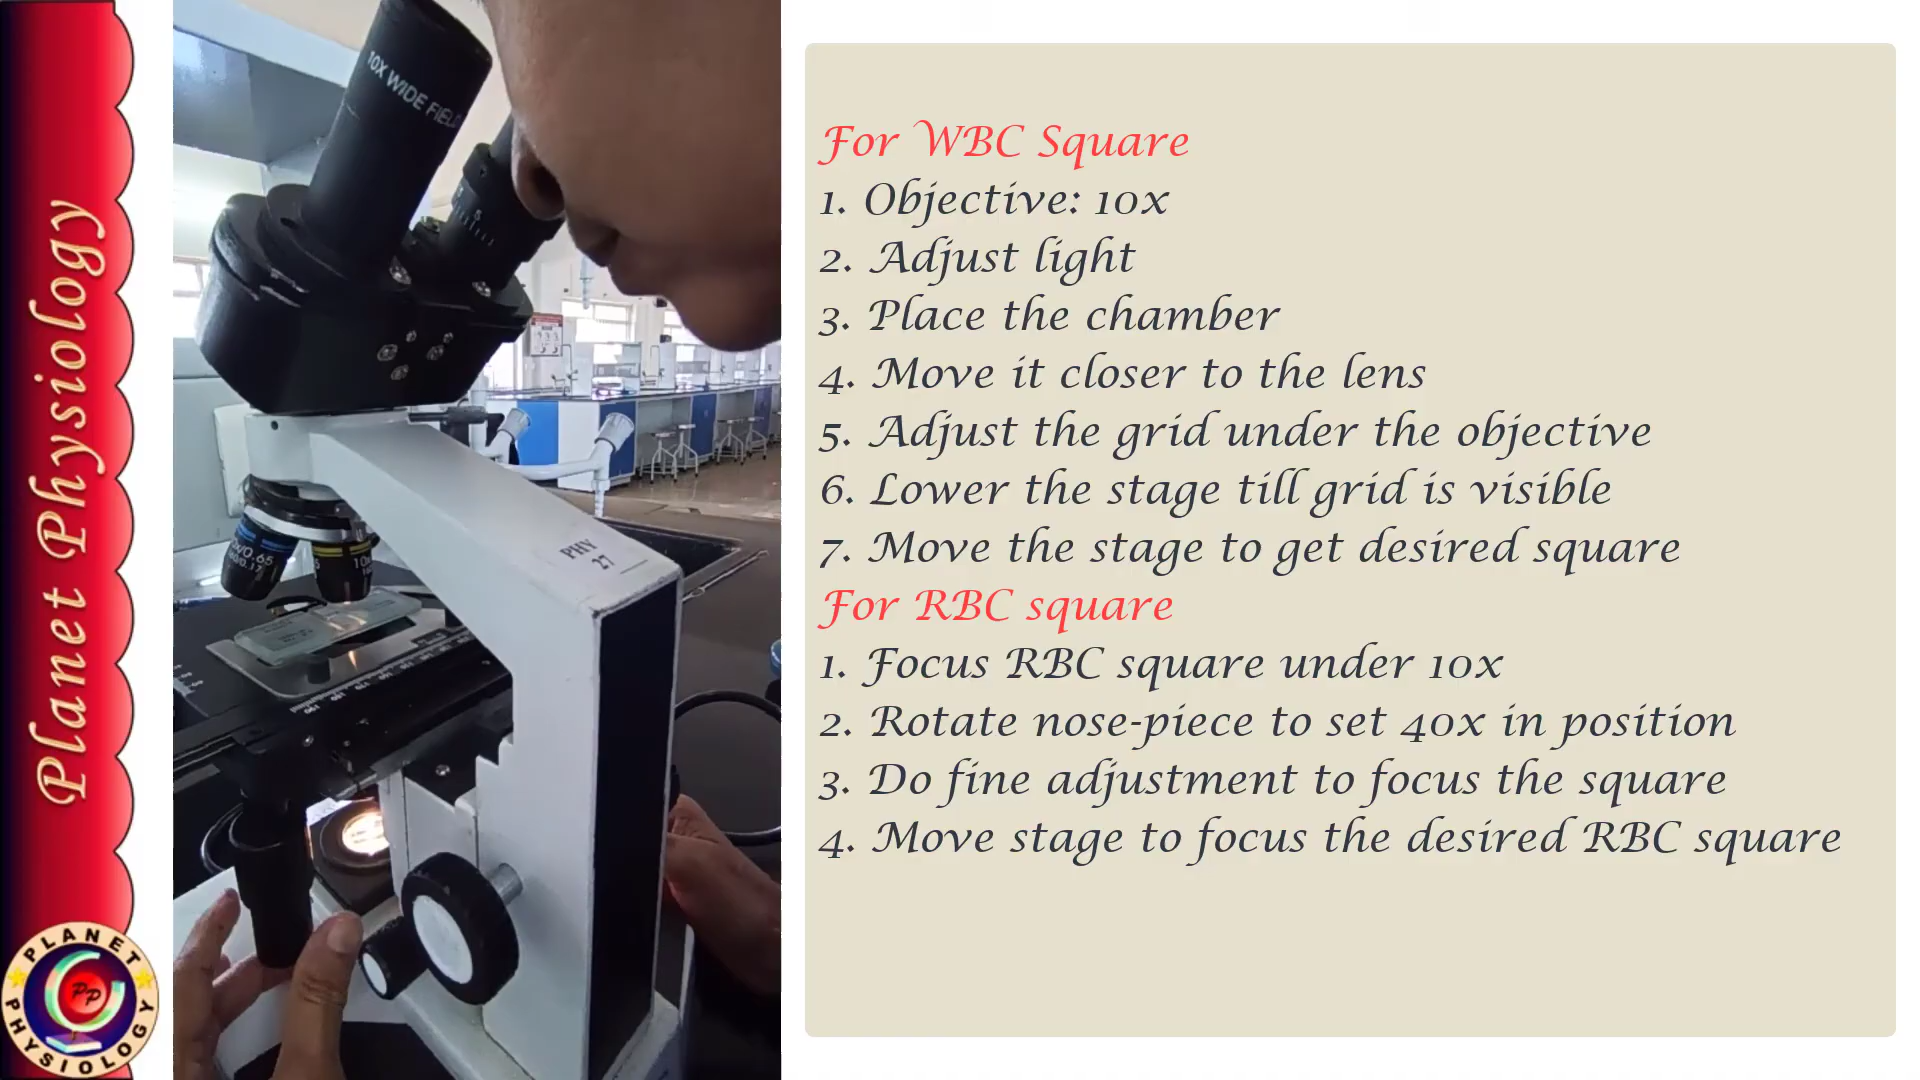 Planet Physiology
PLANET
PP
PHYSIOLOGY
10X WIDE FIELD
5
PHY
27
For WBC Square
1. Objective: 10x
2. Adjust light
3. Place the chamber
4. Move it closer to the lens
5. Adjust the grid under the objective
6. Lower the stage till grid is visible
7. Move the stage to get desired square
For RBC square
1. Focus RBC square under 10x
2. Rotate nose-piece to set 40x in position
3. Do fine adjustment to focus the square
4. Move stage to focus the desired RBC square